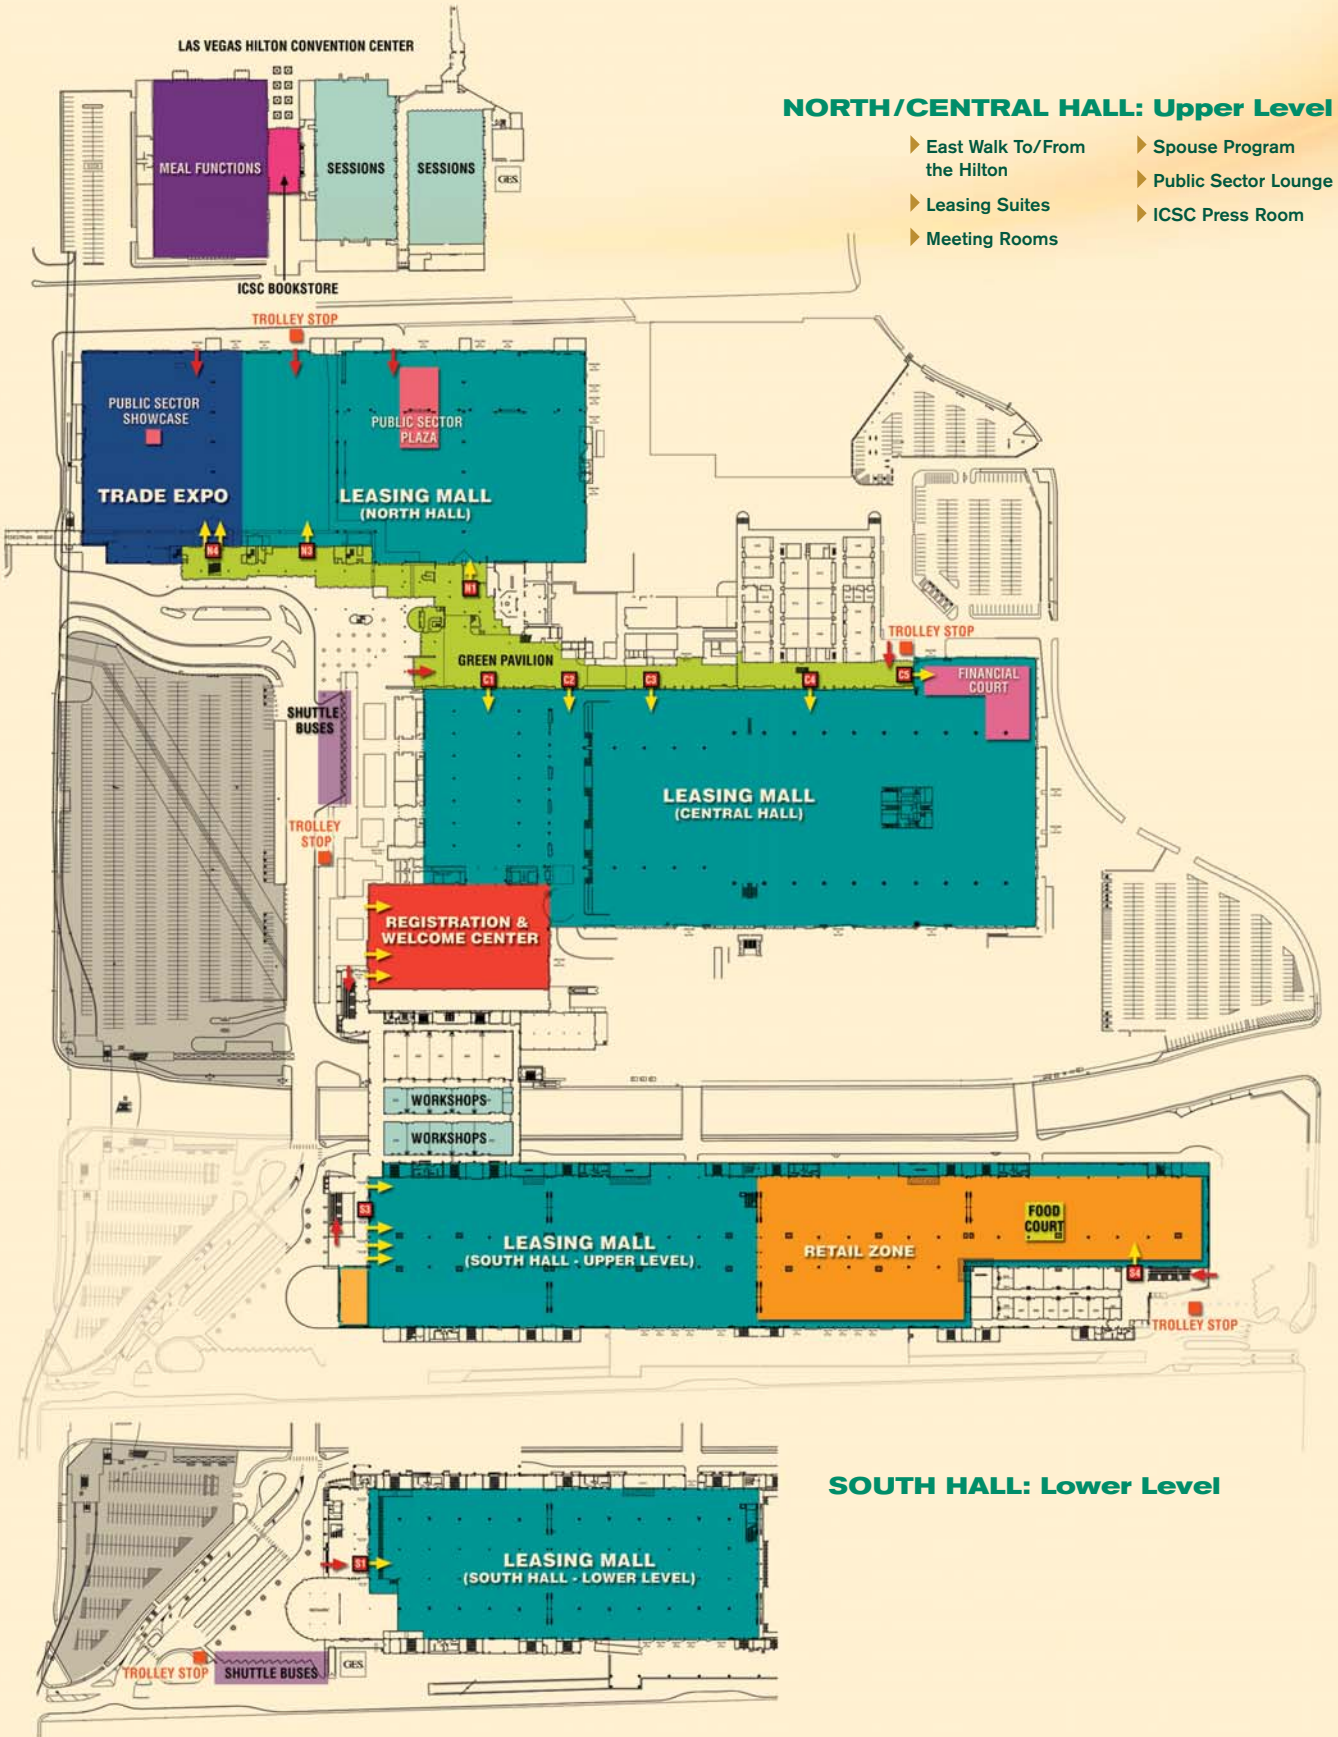 LAS VEGAS HILTON CONVENTION CENTER
NORTH/CENTRAL HALL: Upper Level
East Walk To/From
the Hilton
Leasing Suites
Meeting Rooms
Spouse Program
Public Sector Lounge
ICSC Press Room
MEAL FUNCTIONS
SESSIONS
SESSIONS
GES
ICSC BOOKSTORE
TROLLEY STOP
PUBLIC SECTOR
SHOWCASE
PUBLIC SECTOR
PLAZA
TRADE EXPO
LEASING MALL
(NORTH HALL)
PEDESTRIAN BRIDGE
N4
N3
N1
TROLLEY STOP
GREEN PAVILION
C1
C2
C3
C4
C5
FINANCIAL
COURT
SHUTTLE
BUSES
LEASING MALL
(CENTRAL HALL)
TROLLEY
STOP
REGISTRATION &
WELCOME CENTER
WORKSHOPS
WORKSHOPS
S3
LEASING MALL
(SOUTH HALL - UPPER LEVEL)
RETAIL ZONE
FOOD
COURT
S4
TROLLEY STOP
SOUTH HALL: Lower Level
S1
LEASING MALL
(SOUTH HALL - LOWER LEVEL)
TROLLEY STOP
SHUTTLE BUSES
GES